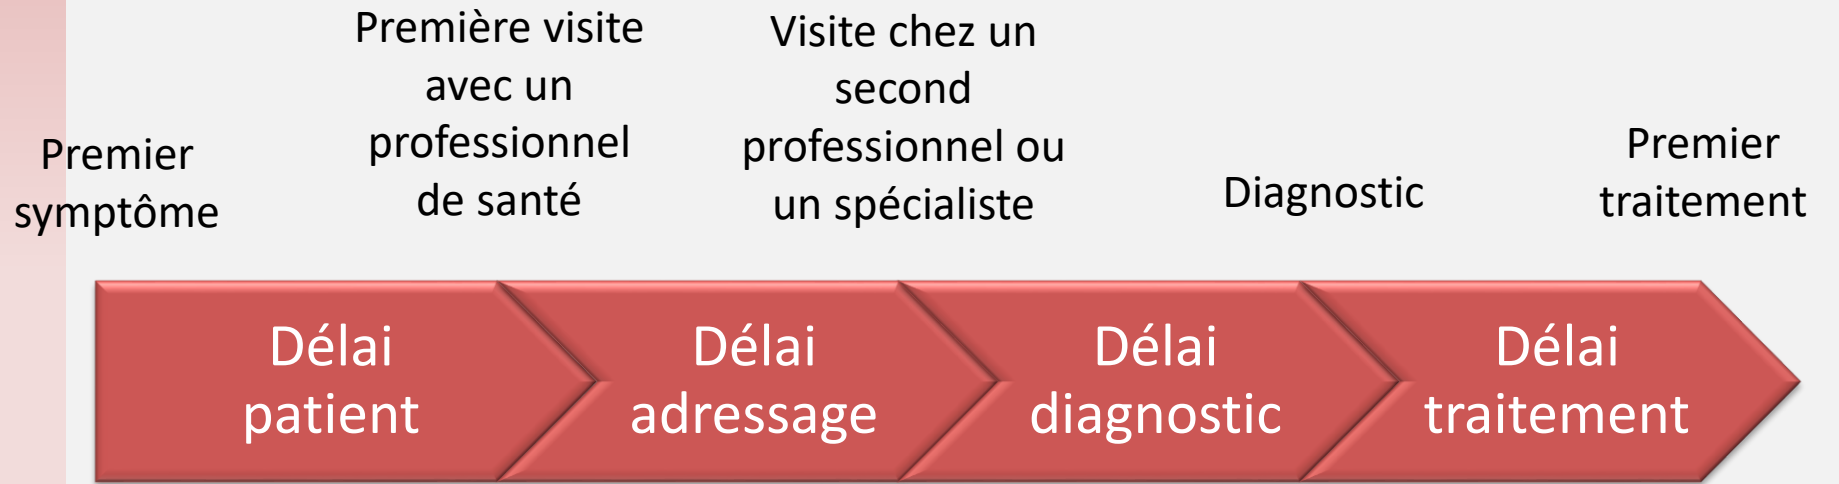 Premier
symptôme
Première visite
avec un
professionnel
de santé
Visite chez un
second
professionnel ou
un spécialiste
Diagnostic
Premier
traitement
Délai
patient
Délai
adressage
Délai
diagnostic
Délai
traitement